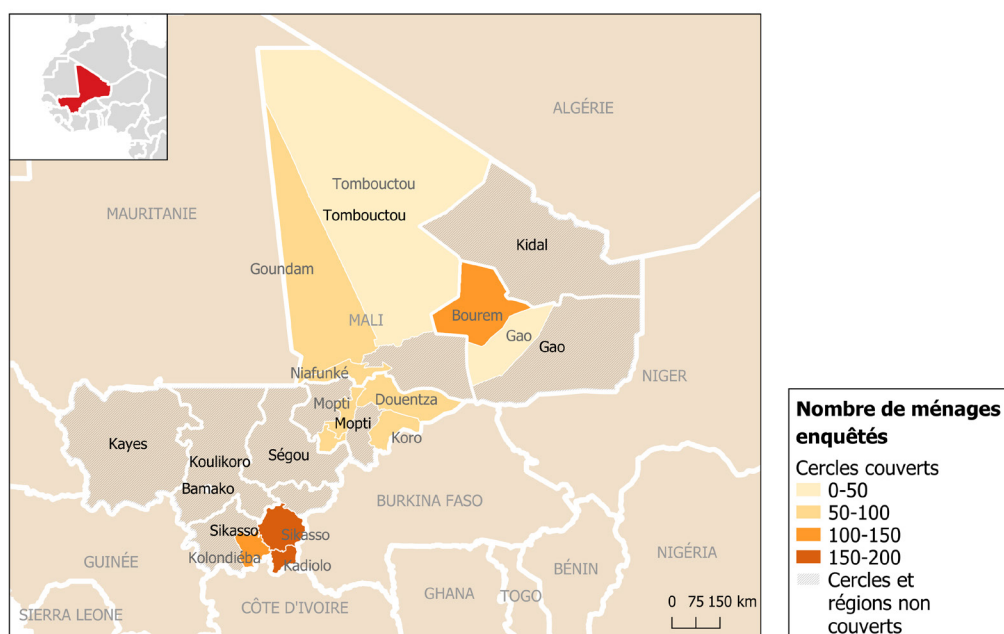 ALGÉRIE
Tombouctou
MAURITANIE
Tombouctou
Kidal
Goundam
MALI
Bourem
Gao
Gao
Niafunké
NIGER
Mopti
Douentza
Mopti
Koro
Kayes
Koulikoro
Ségou
Bamako
BURKINA FASO
Sikasso
Sikasso
Kolondiéba
Kadiolo
GUINÉE
NIGÉRIA
BÉNIN
GHANA
TOGO
SIERRA LEONE
CÔTE D'IVOIRE
0 75 150 km
Nombre de ménages
enquêtés
Cercles couverts
0-50
50-100
100-150
150-200
Cercles et
régions non
couverts